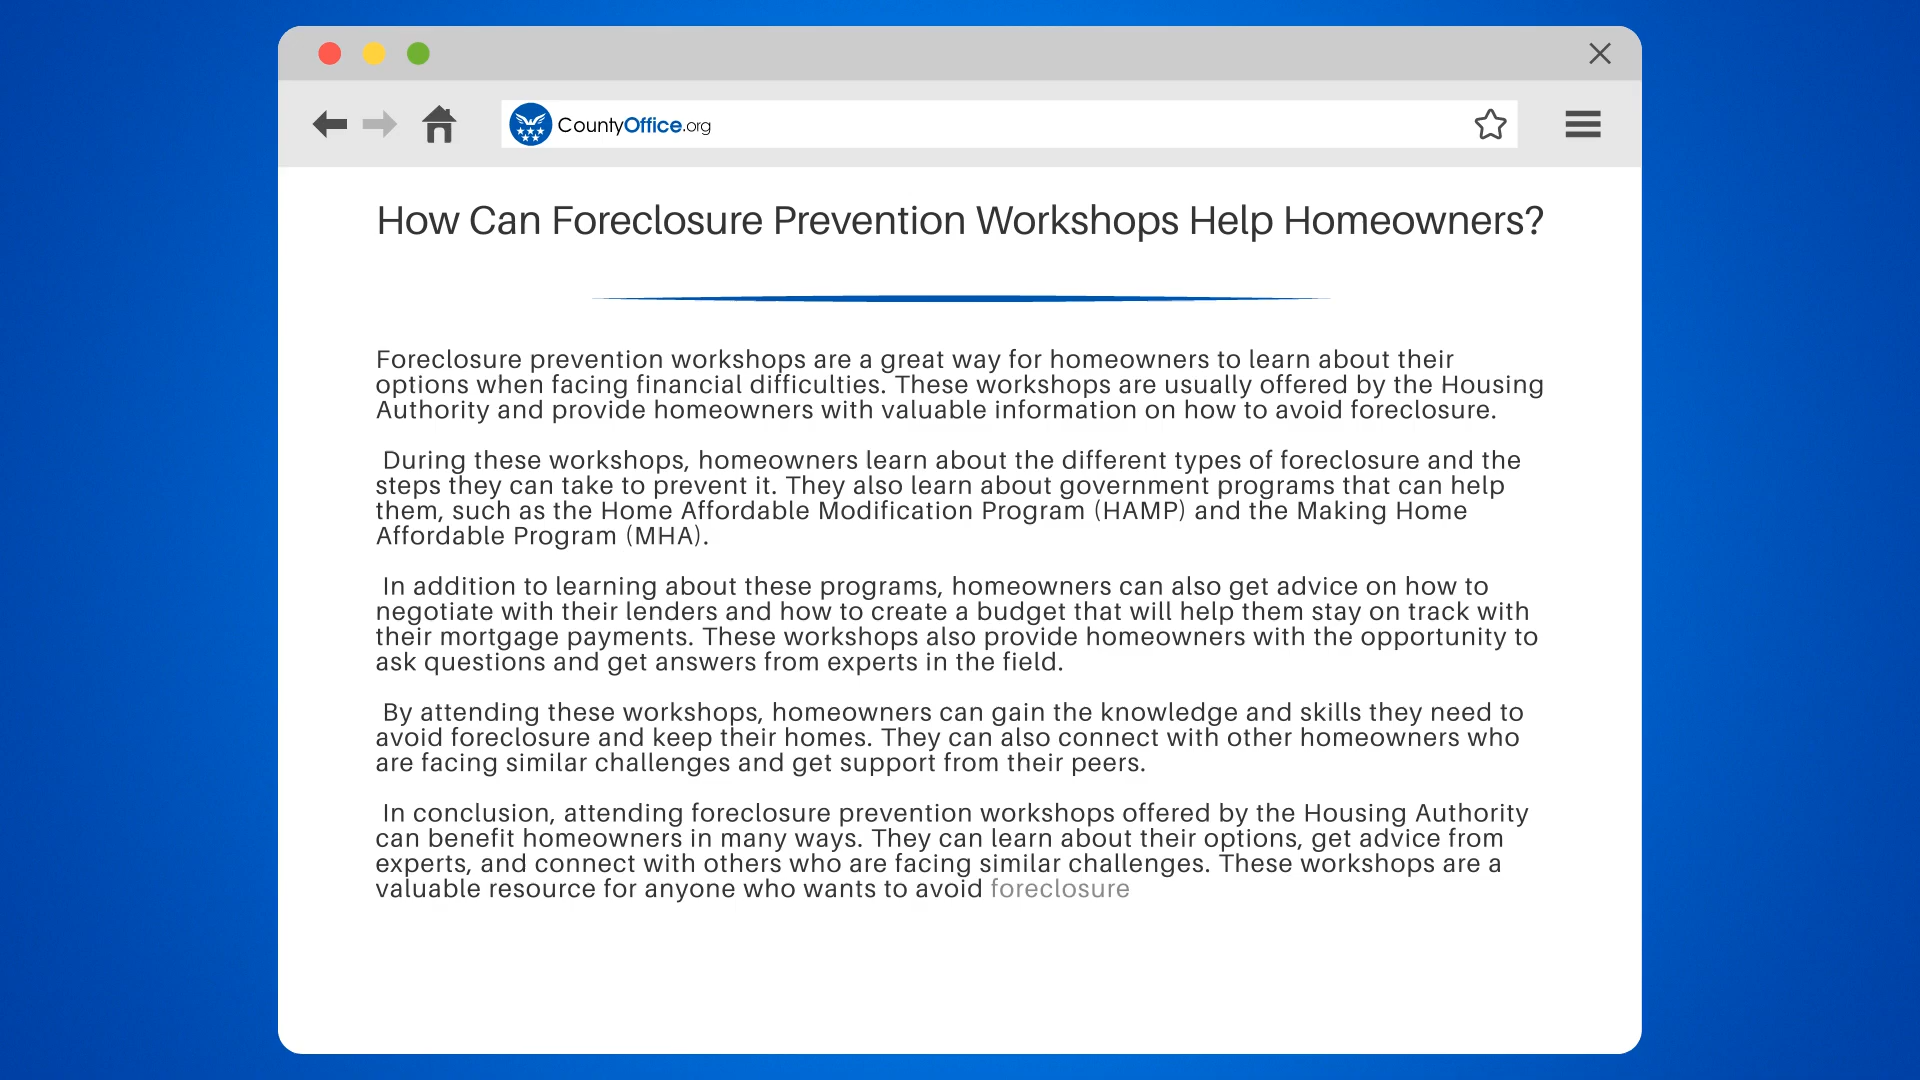 CountyOffice.org
How Can Foreclosure Prevention Workshops Help Homeowners?
Foreclosure prevention workshops are a great way for homeowners to learn about their
options when facing financial difficulties. These workshops are usually offered by the Housing
Authority and provide homeowners with valuable information on how to avoid foreclosure.
During these workshops, homeowners learn about the different types of foreclosure and the
steps they can take to prevent it. They also learn about government programs that can help
them, such as the Home Affordable Modification Program (HAMP) and the Making Home
Affordable Program (MHA).
In addition to learning about these programs, homeowners can also get advice on how to
negotiate with their lenders and how to create a budget that will help them stay on track with
their mortgage payments. These workshops also provide homeowners with the opportunity to
ask questions and get answers from experts in the field.
By attending these workshops, homeowners can gain the knowledge and skills they need to
avoid foreclosure and keep their homes. They can also connect with other homeowners who
are facing similar challenges and get support from their peers.
In conclusion, attending foreclosure prevention workshops offered by the Housing Authority
can benefit homeowners in many ways. They can learn about their options, get advice from
experts, and connect with others who are facing similar challenges. These workshops are a
valuable resource for anyone who wants to avoid foreclosure